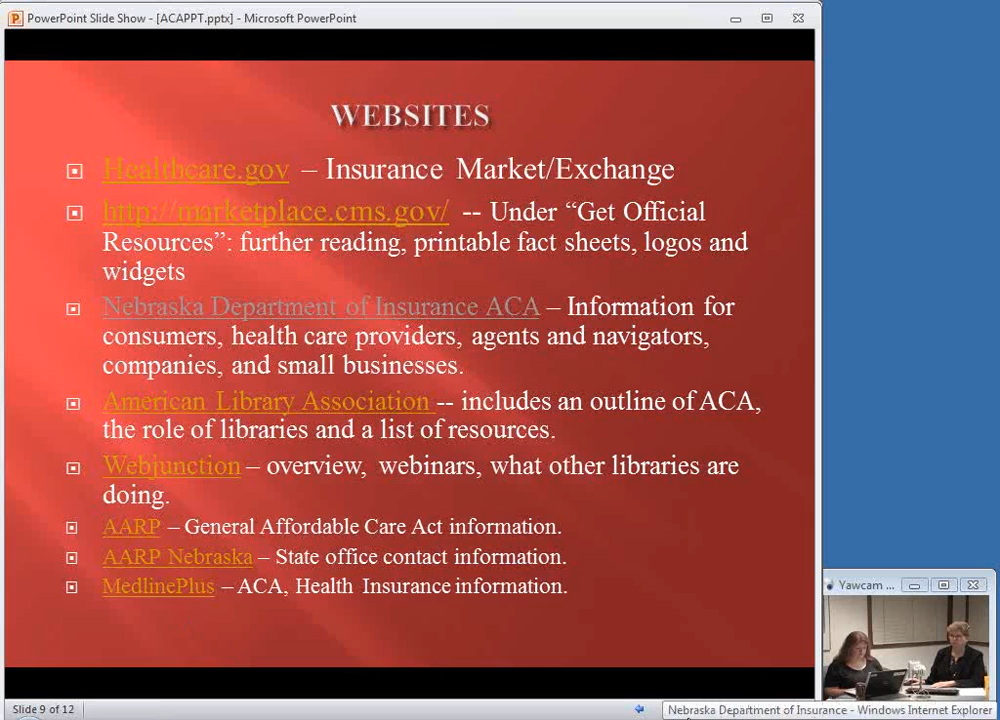 PowerPoint Slide Show - [ACAPPT.pptx] - Microsoft PowerPoint
WEBSITES
Healthcare.gov – Insurance Market/Exchange
http://marketplace.cms.gov/ -- Under “Get Official
Resources”: further reading, printable fact sheets, logos and
widgets
Nebraska Department of Insurance ACA – Information for
consumers, health care providers, agents and navigators,
companies, and small businesses.
American Library Association -- includes an outline of ACA,
the role of libraries and a list of resources.
Webjunction – overview, webinars, what other libraries are
doing.
AARP – General Affordable Care Act information.
AARP Nebraska – State office contact information.
MedlinePlus – ACA, Health Insurance information.
Yawcam ...
Slide 9 of 12
Nebraska Department of Insurance - Windows Internet Explorer